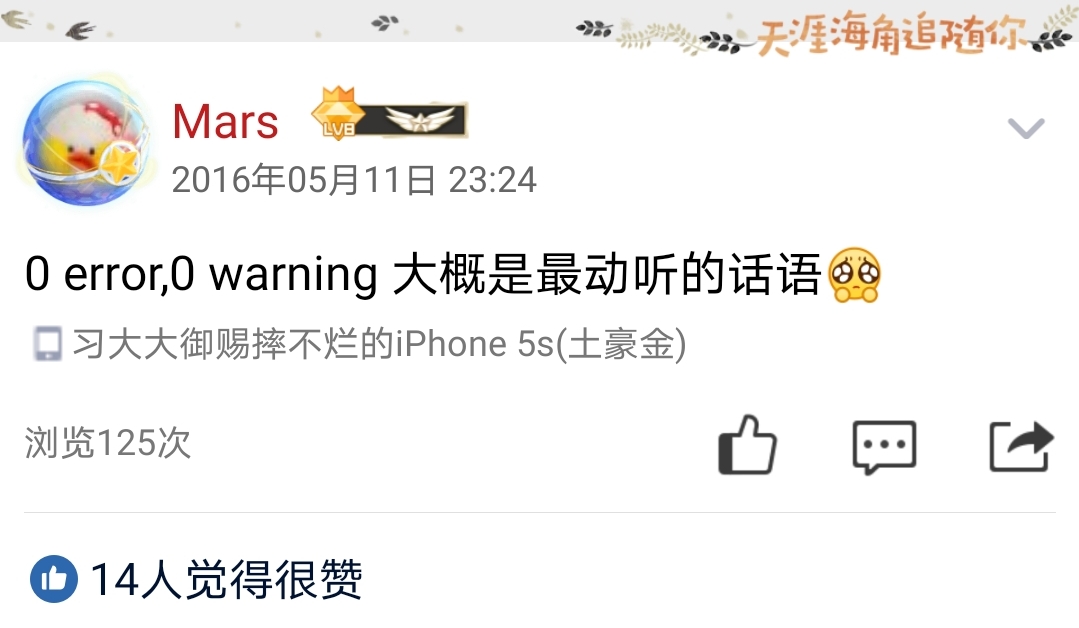 天涯海角追随你
Mars LV8
2016年05月11日 23:24
0 error,0 warning 大概是最动听的话语
习大大御赐摔不烂的iPhone 5s(土豪金)
浏览125次
14人觉得很赞